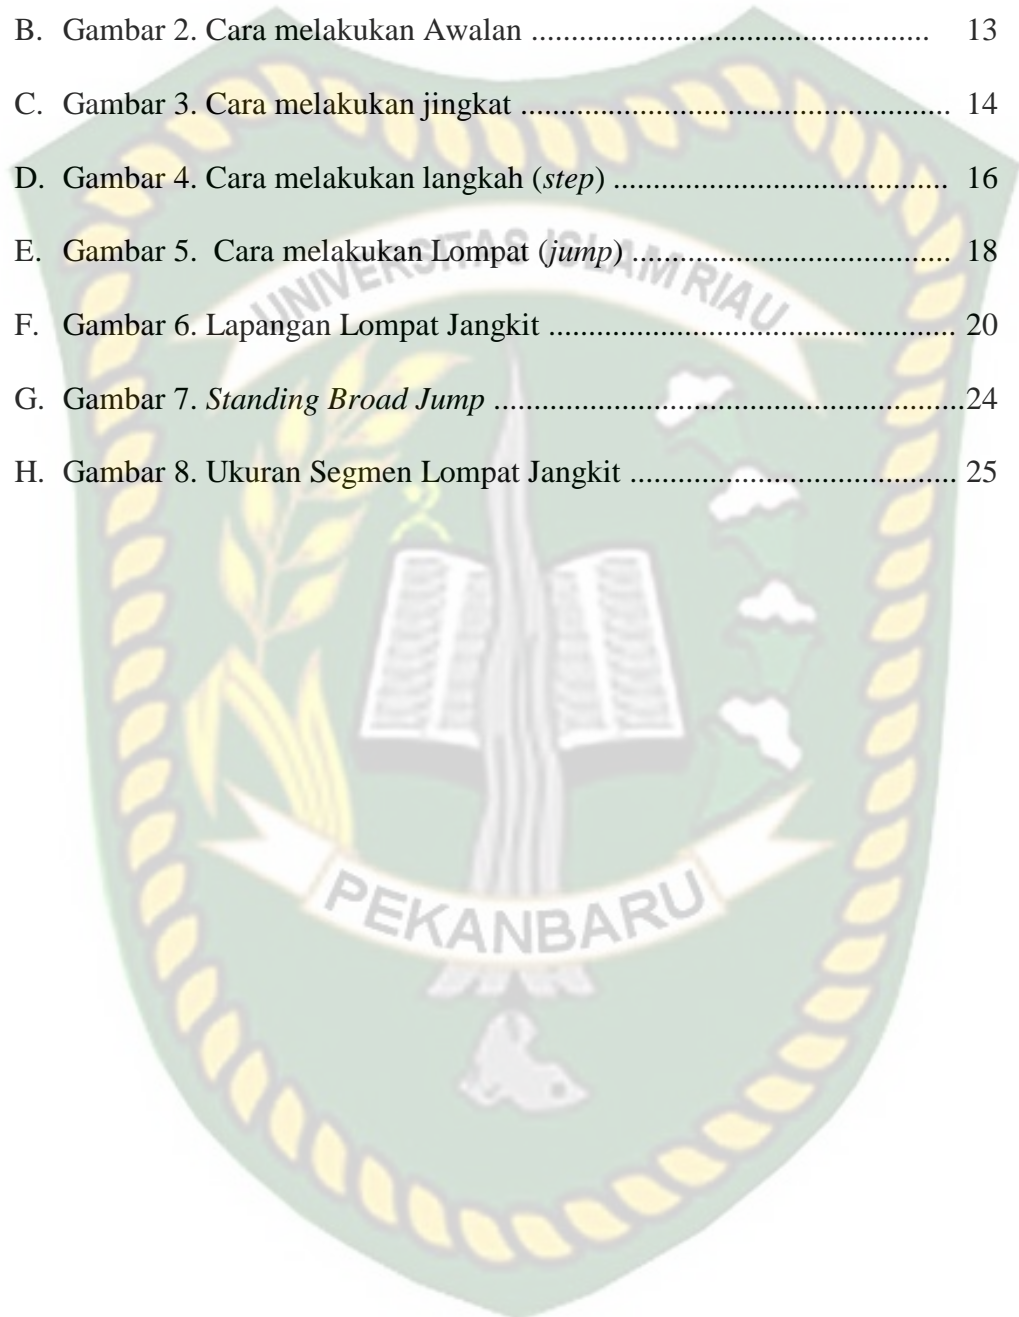 B. Gambar 2. Cara melakukan Awalan .................................................. 13
C. Gambar 3. Cara melakukan jingkat ...................................................... 14
D. Gambar 4. Cara melakukan langkah (step) .......................................... 16
E. Gambar 5.  Cara melakukan Lompat (jump) ........................................ 18
F. Gambar 6. Lapangan Lompat Jangkit ................................................... 20
G. Gambar 7. Standing Broad Jump ...........................................................24
H. Gambar 8. Ukuran Segmen Lompat Jangkit ......................................... 25
UNIVERSITAS ISLAM RIAU
PEKANBARU